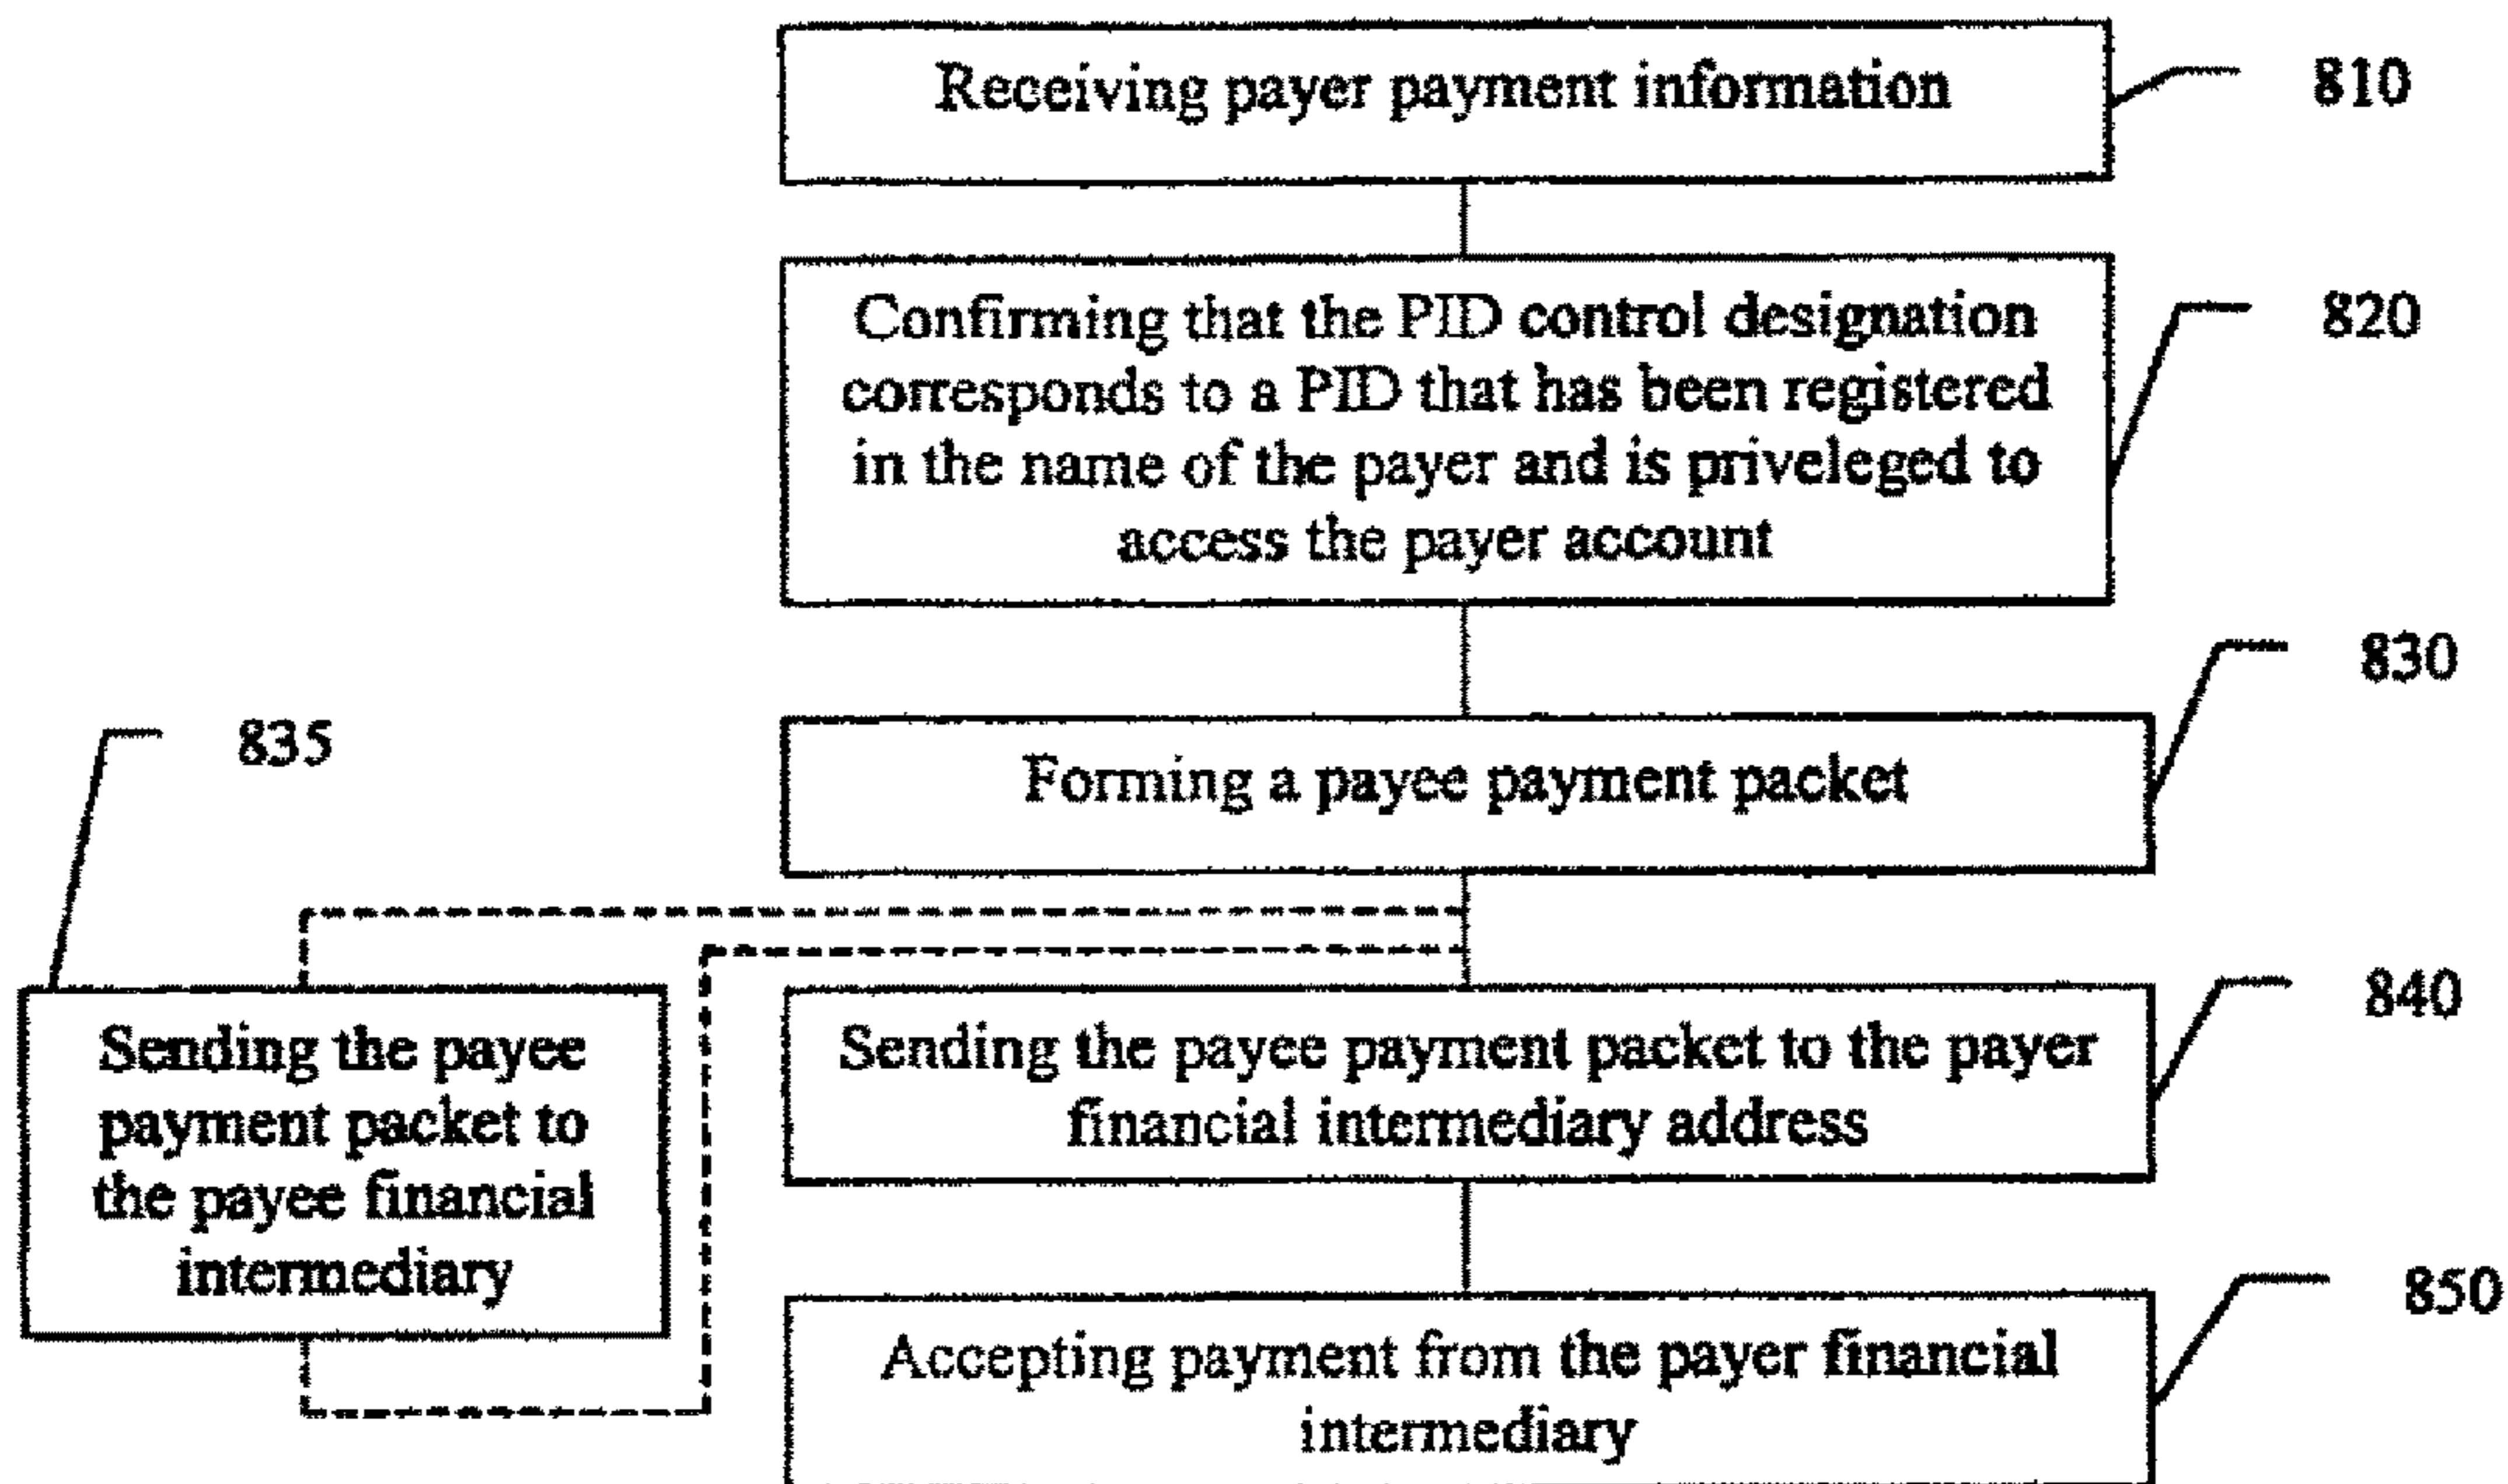 Receiving payer payment information
810
Confirming that the PID control designation
corresponds to a PID that has been registered
in the name of the payer and is priveleged to
access the payer account
820
830
Forming a payee payment packet
835
Sending the payee
payment packet to
the payee financial
intermediary
Sending the payee payment packet to the payer
financial intermediary address
840
Accepting payment from the payer financial
intermediary
850